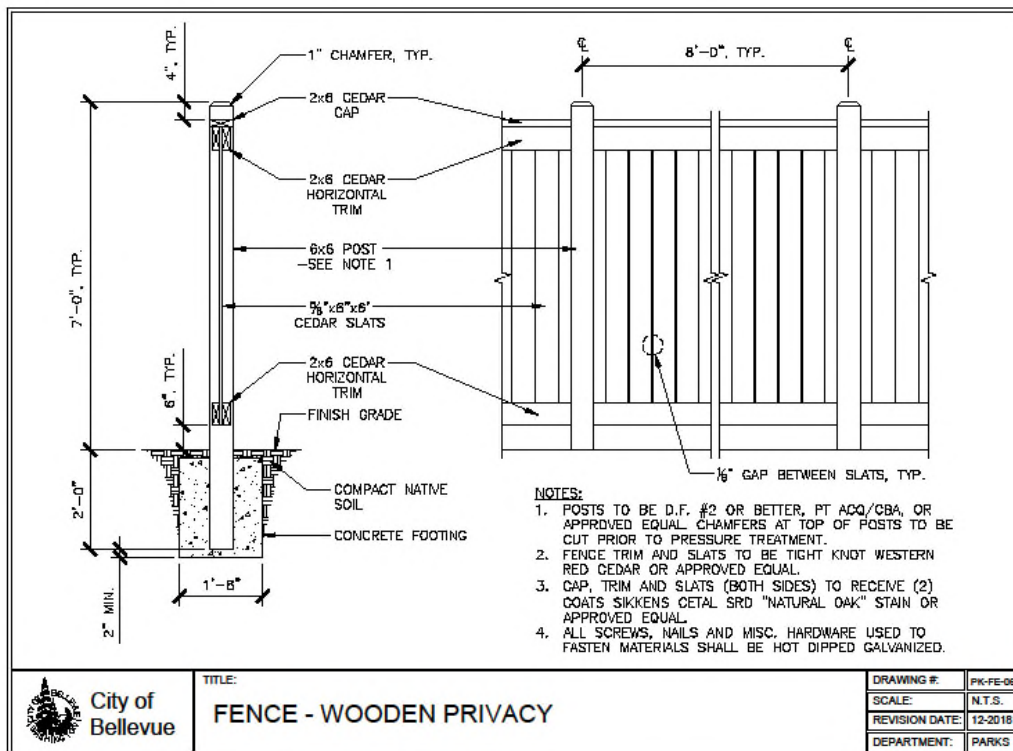 4", TYP.
1" CHAMFER, TYP.
2x6 CEDAR
CAP
2x6 CEDAR
HORIZONTAL
TRIM
6x6 POST
-SEE NOTE 1
CEDAR SLATS
2x6 CEDAR
HORIZONTAL
TRIM
FINISH GRADE
COMPACT NATIVE
SOIL
CONCRETE FOOTING
7'-0", TYP.
6", TYP.
2'-0"
2" MIN.
1'-6"
℄
8'-0", TYP.
℄
GAP BETWEEN SLATS, TYP.
NOTES:
1. POSTS TO BE D.F. #2 OR BETTER, PT ACQ/CBA, OR
APPROVED EQUAL CHAMFERS AT TOP OF POSTS TO BE
CUT PRIOR TO PRESSURE TREATMENT.
2. FENCE TRIM AND SLATS TO BE TIGHT KNOT WESTERN
RED CEDAR OR APPROVED EQUAL.
3. CAP, TRIM AND SLATS (BOTH SIDES) TO RECEIVE (2)
COATS SIKKENS CETAL SRD "NATURAL OAK" STAIN OR
APPROVED EQUAL.
4. ALL SCREWS, NAILS AND MISC. HARDWARE USED TO
FASTEN MATERIALS SHALL BE HOT DIPPED GALVANIZED.
City of
Bellevue
TITLE:
FENCE - WOODEN PRIVACY
DRAWING #:
SCALE: N.T.S.
REVISION DATE: 12-2018
DEPARTMENT: PARKS